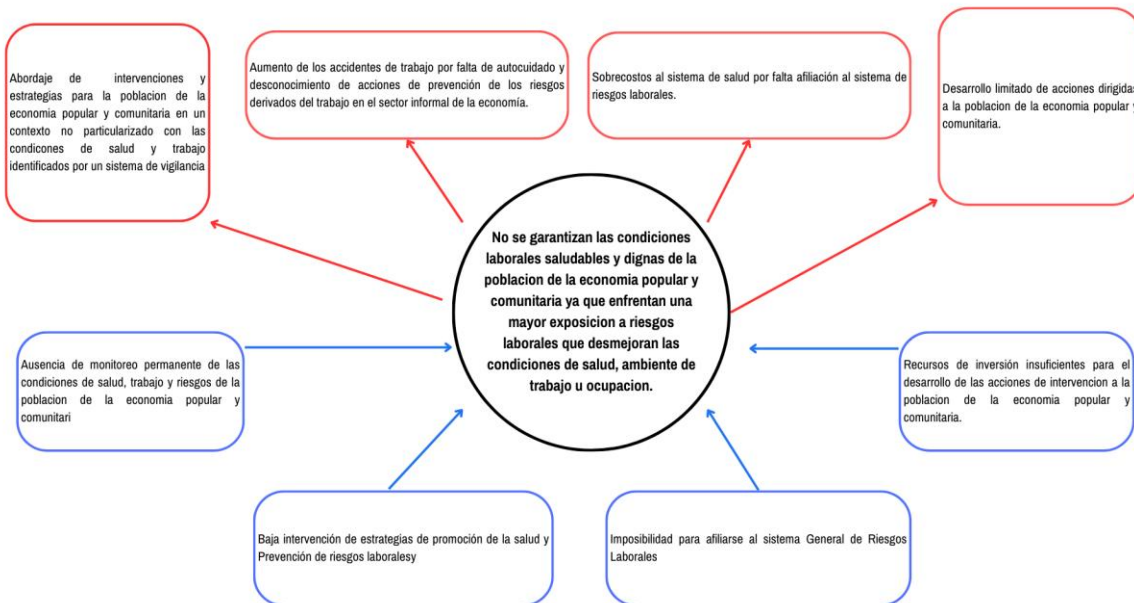 Abordaje de intervenciones y
estrategias para la poblacion de la
economia popular y comunitaria en un
contexto no particularizado con las
condicones de salud y trabajo
identificados por un sistema de vigilancia
Aumento de los accidentes de trabajo por falta de autocuidado y
desconocimiento de acciones de prevención de los riesgos
derivados del trabajo en el sector informal de la economía.
Sobrecostos al sistema de salud por falta afiliación al sistema de
riesgos laborales.
Desarrollo limitado de acciones dirigidas
a la poblacion de la economia popular y
comunitaria.
No se garantizan las condiciones
laborales saludables y dignas de la
poblacion de la economia popular y
comunitaria ya que enfrentan una
mayor exposicion a riesgos
laborales que desmejoran las
condiciones de salud, ambiente de
trabajo u ocupacion.
Ausencia de monitoreo permanente de las
condiciones de salud, trabajo y riesgos de la
poblacion de la economia popular y
comunitari
Recursos de inversión insuficientes para el
desarrollo de las acciones de intervencion a la
poblacion de la economia popular y
comunitaria.
Baja intervención de estrategias de promoción de la salud y
Prevención de riesgos laboralesy
Imposibilidad para afiliarse al sistema General de Riesgos
Laborales